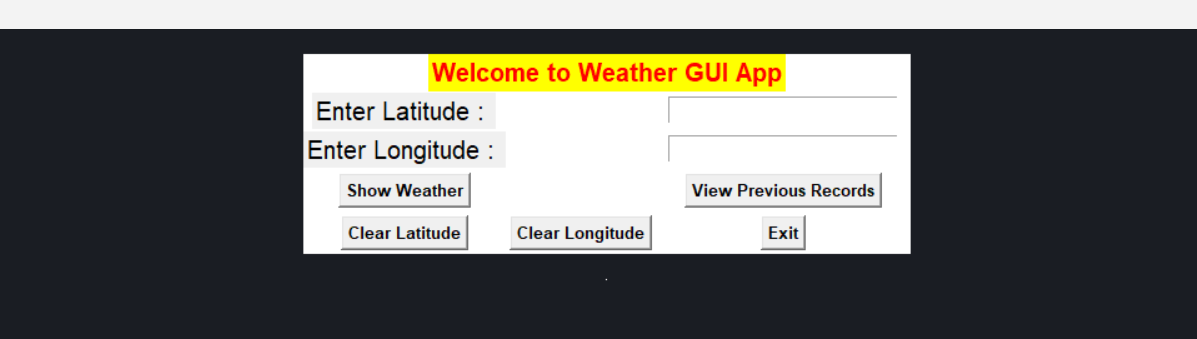 Welcome to Weather GUI App
Enter Latitude :
Enter Longitude :
Show Weather View Previous Records
Clear Latitude Clear Longitude Exit